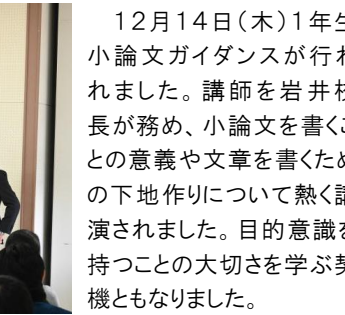 12月14日(木)1年生
小論文ガイダンスが行わ
れました。講師を岩井校
長が務め、小論文を書くこ
との意義や文章を書くため
の下地作りについて熱く講
演されました。目的意識を
持つことの大切さを学ぶ契
機ともなりました。